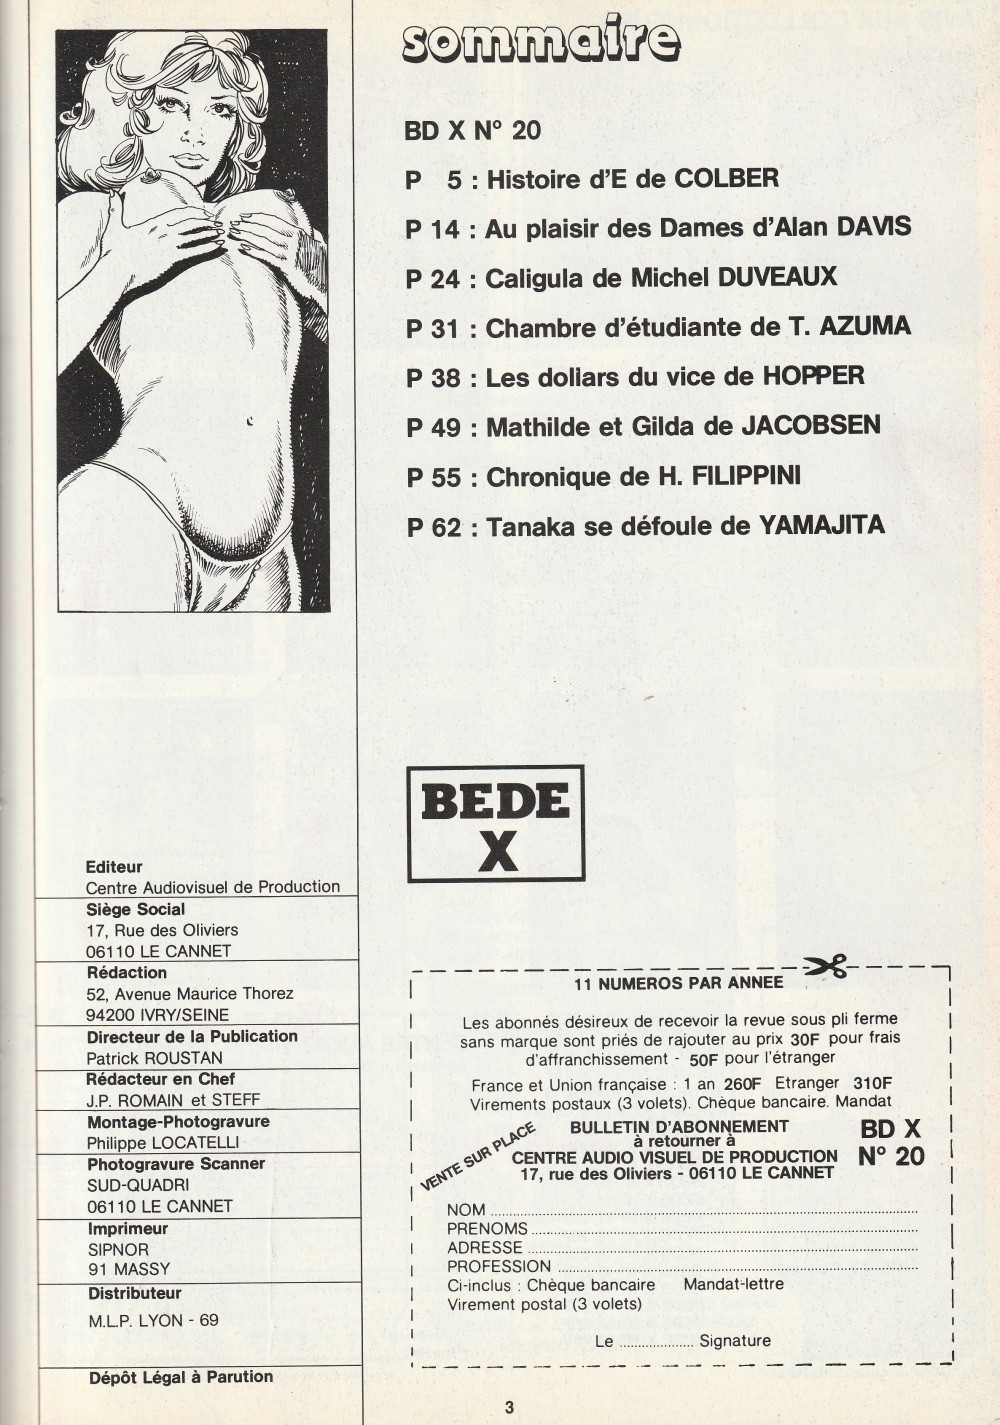 sommaire
BD X N° 20
P 5 : Histoire d'E de COLBER
P 14 : Au plaisir des Dames d'Alan DAVIS
P 24 : Caligula de Michel DUVEAUX
P 31 : Chambre d'étudiante de T. AZUMA
P 38 : Les dollars du vice de HOPPER
P 49 : Mathilde et Gilda de JACOBSEN
P 55 : Chronique de H. FILIPPINI
P 62 : Tanaka se défoule de YAMAJITA
BEDE
X
Editeur
Centre Audiovisuel de Production
Siège Social
17, Rue des Oliviers
06110 LE CANNET
Rédaction
52, Avenue Maurice Thorez
94200 IVRY/SEINE
Directeur de la Publication
Patrick ROUSTAN
Rédacteur en Chef
J.P. ROMAIN et STEFF
Montage-Photogravure
Philippe LOCATELLI
Photogravure Scanner
SUD-QUADRI
06110 LE CANNET
Imprimeur
SIPNOR
91 MASSY
Distributeur
M.L.P. LYON - 69
Dépôt Légal à Parution
11 NUMEROS PAR ANNEE
Les abonnés désireux de recevoir la revue sous pli ferme
sans marque sont priés de rajouter au prix 30F pour frais
d'affranchissement - 50F pour l'étranger
France et Union française : 1 an 260F Etranger 310F
Virements postaux (3 volets). Chèque bancaire. Mandat
VENTE SUR PLACE
BULLETIN D'ABONNEMENT
à retourner à
CENTRE AUDIO VISUEL DE PRODUCTION
17, rue des Oliviers - 06110 LE CANNET
BD X
N° 20
NOM
PRENOMS
ADRESSE
PROFESSION
Ci-inclus : Chèque bancaire Mandat-lettre
Virement postal (3 volets)
Le .................... Signature
3